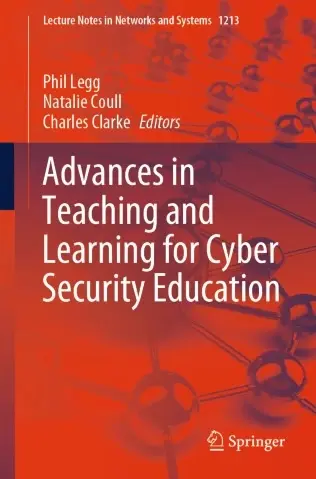 Lecture Notes in Networks and Systems 1213
Phil Legg
Natalie Coull
Charles Clarke Editors
Advances in
Teaching and
Learning for Cyber
Security Education
Springer